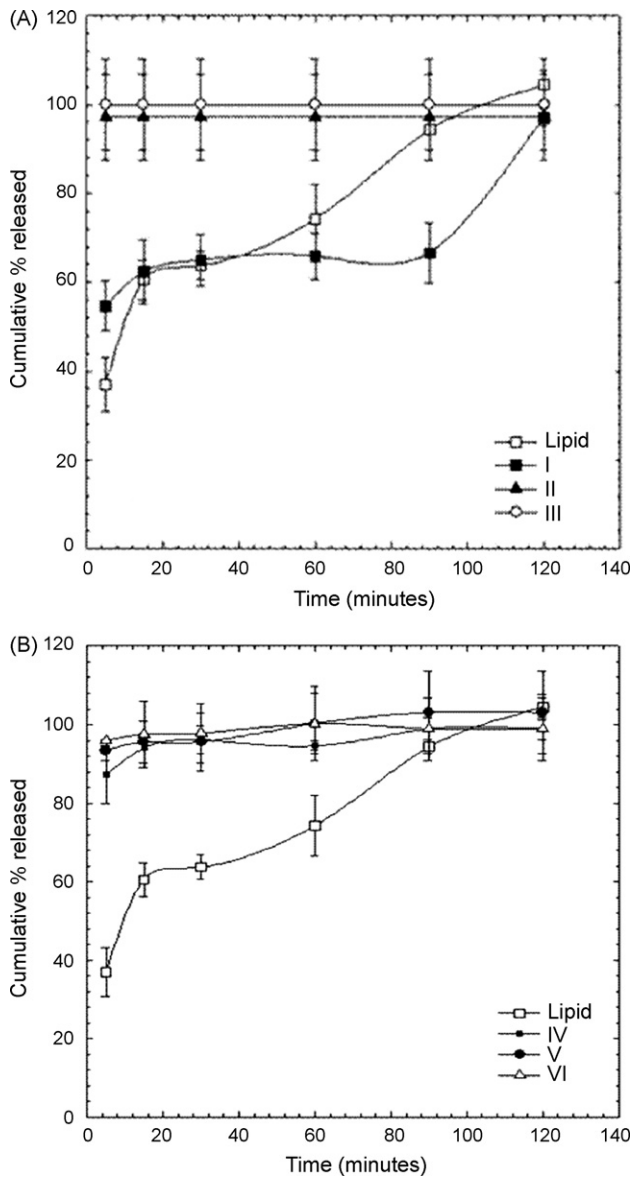 (A)
120
100
80
60
40
20
0
Cumulative % released
Lipid
I
II
III
0 20 40 60 80 100 120 140
Time (minutes)
(B)
120
100
80
60
40
20
0
Cumulative % released
Lipid
IV
V
VI
0 20 40 60 80 100 120 140
Time (minutes)